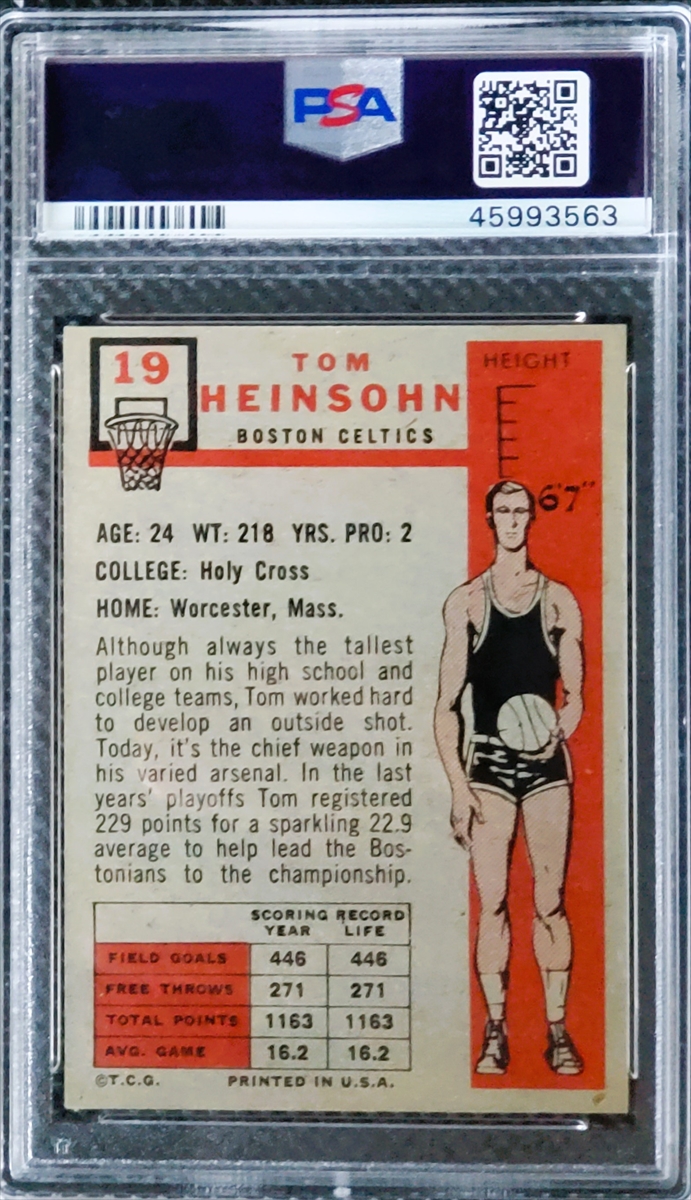 PSA
45993563
19
TOM
HEINSOHN
BOSTON CELTICS
HEIGHT
6'7"
AGE: 24 WT: 218 YRS. PRO: 2
COLLEGE: Holy Cross
HOME: Worcester, Mass.
Although always the tallest
player on his high school and
college teams, Tom worked hard
to develop an outside shot.
Today, it's the chief weapon in
his varied arsenal. In the last
years' playoffs Tom registered
229 points for a sparkling 22.9
average to help lead the Bos-
tonians to the championship.
SCORING RECORD
YEAR LIFE
FIELD GOALS 446 446
FREE THROWS 271 271
TOTAL POINTS 1163 1163
AVG. GAME 16.2 16.2
©T.C.G. PRINTED IN U.S.A.